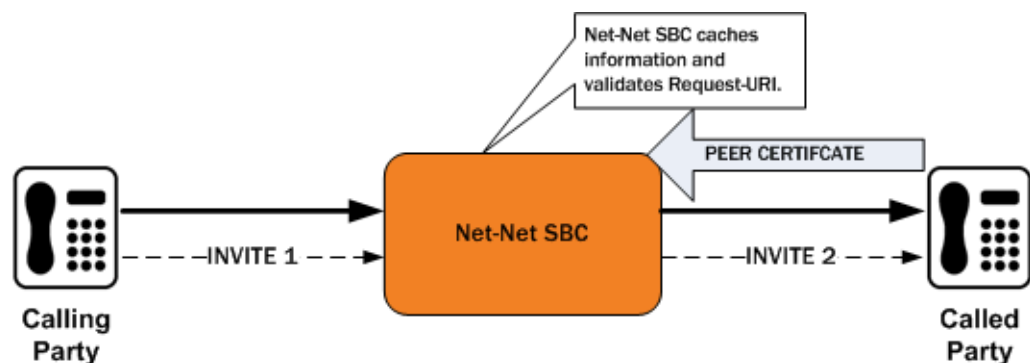 Net-Net SBC caches
information and
validates Request-URI.
PEER CERTIFCATE
Net-Net SBC
INVITE 1
INVITE 2
Calling
Party
Called
Party